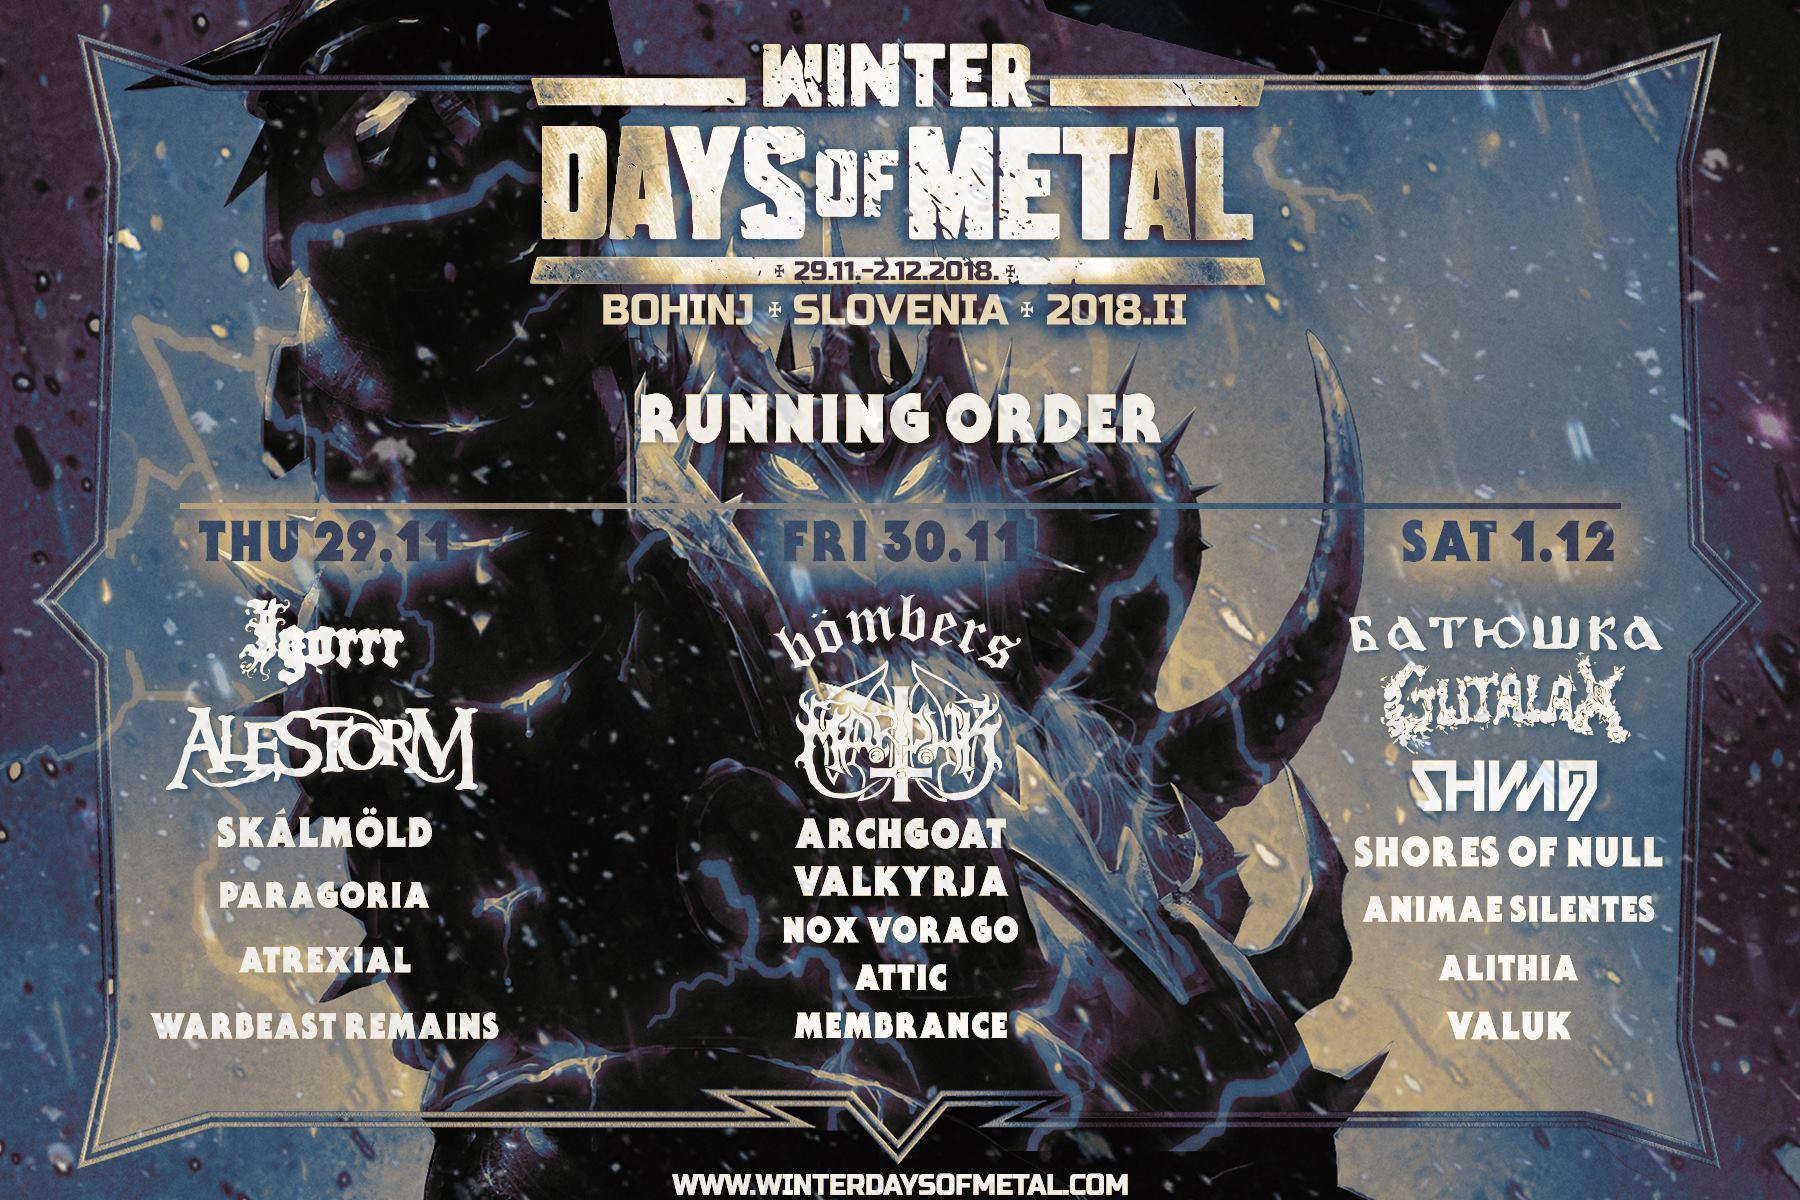 WINTER
DAYS OF METAL
29.11.-2.12.2018.
BOHINJ ✠ SLOVENIA ✠ 2018.II
RUNNING ORDER
THU 29.11
Igorrr
ALESTORM
SKÁLMÖLD
PARAGORIA
ATREXIAL
WARBEAST REMAINS
FRI 30.11
bömbers
MARDUK
ARCHGOAT
VALKYRJA
NOX VORAGO
ATTIC
MEMBRANCE
SAT 1.12
БАТЮШКА
GUTALAX
SHVMA
SHORES OF NULL
ANIMAE SILENTES
ALITHIA
VALUK
WWW.WINTERDAYSOFMETAL.COM